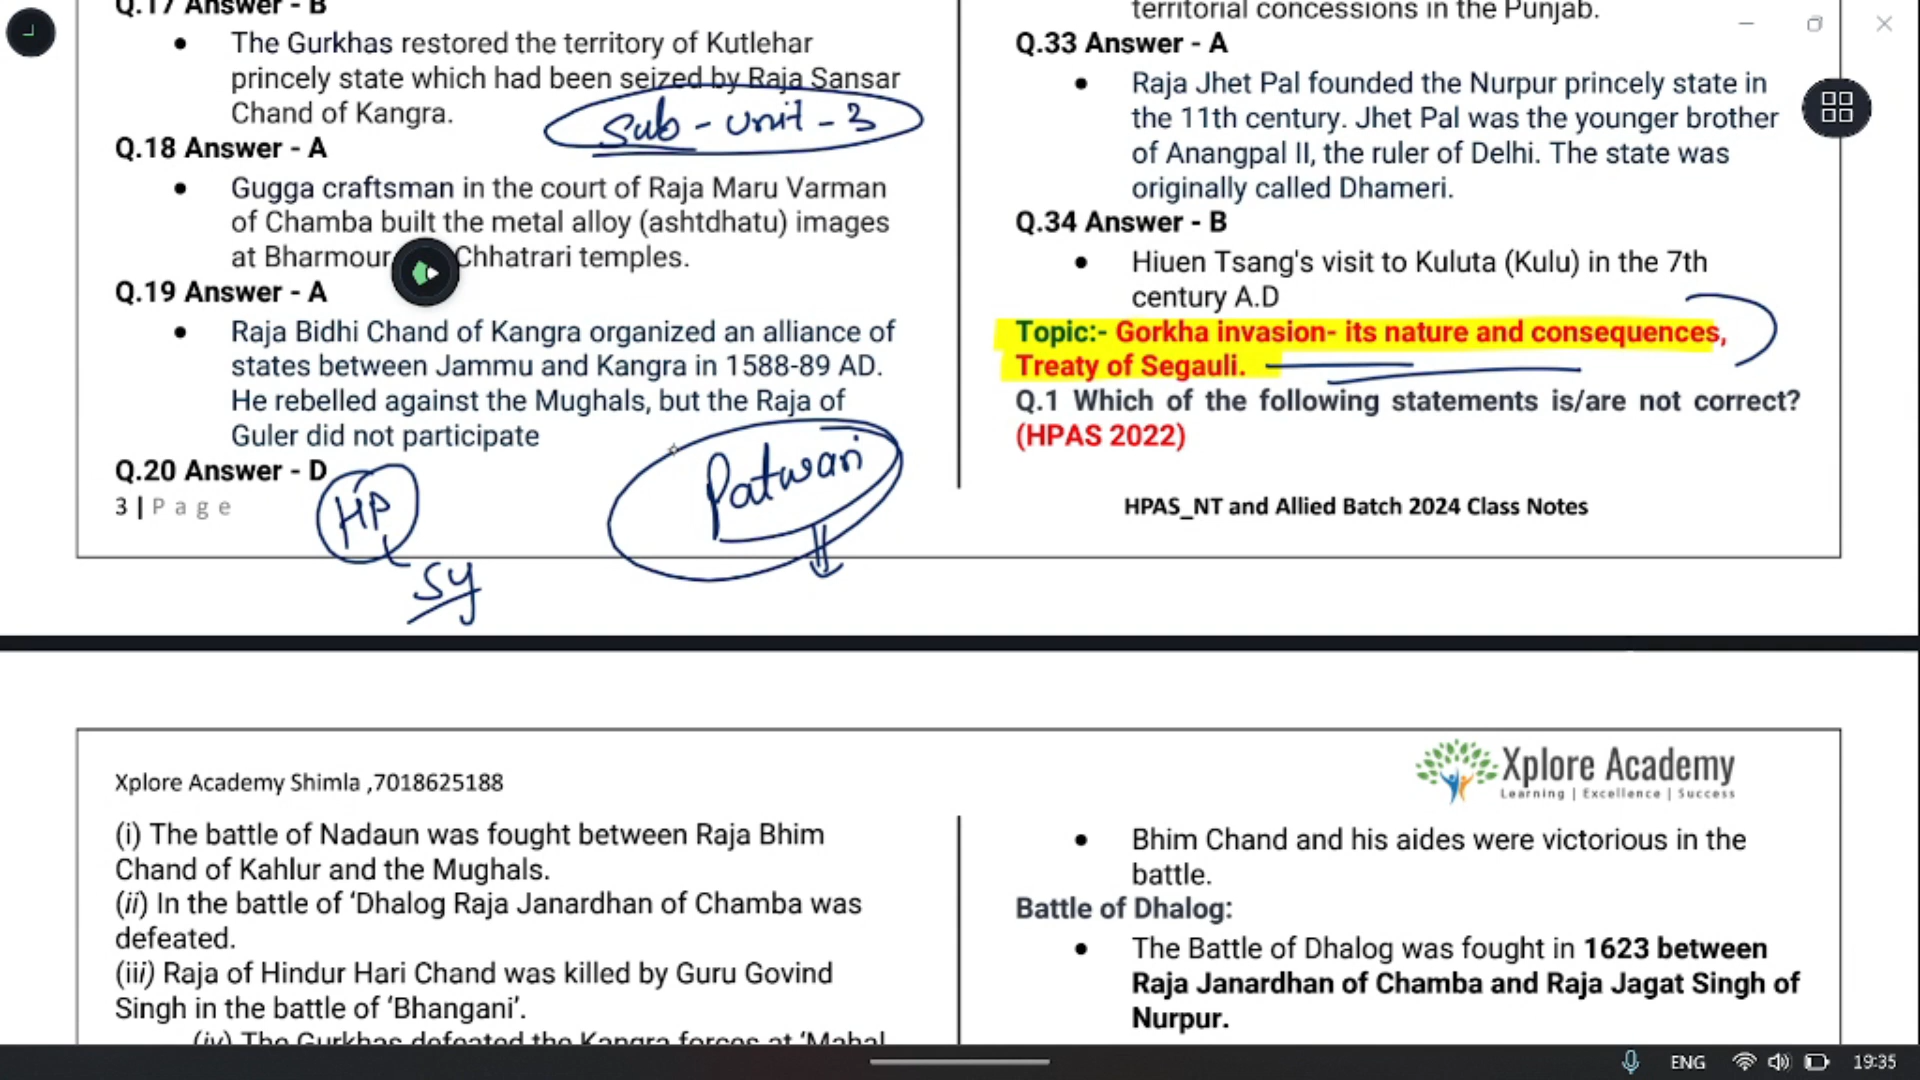 Q.17 Answer - B
• The Gurkhas restored the territory of Kutlehar
princely state which had been seized by Raja Sansar
Chand of Kangra.
Sub-unit-3
Q.18 Answer - A
• Gugga craftsman in the court of Raja Maru Varman
of Chamba built the metal alloy (ashtdhatu) images
at Bharmour Chhatrari temples.
Q.19 Answer - A
• Raja Bidhi Chand of Kangra organized an alliance of
states between Jammu and Kangra in 1588-89 AD.
He rebelled against the Mughals, but the Raja of
Guler did not participate
Patwari
Q.20 Answer - D
HP
Sy
3 | Page
territorial concessions in the Punjab.
Q.33 Answer - A
• Raja Jhet Pal founded the Nurpur princely state in
the 11th century. Jhet Pal was the younger brother
of Anangpal II, the ruler of Delhi. The state was
originally called Dhameri.
Q.34 Answer - B
• Hiuen Tsang's visit to Kuluta (Kulu) in the 7th
century A.D
Topic:- Gorkha invasion- its nature and consequences,
Treaty of Segauli.
Q.1 Which of the following statements is/are not correct?
(HPAS 2022)
HPAS_NT and Allied Batch 2024 Class Notes
Xplore Academy Shimla ,7018625188
Xplore Academy
Learning | Excellence | Success
(i) The battle of Nadaun was fought between Raja Bhim
Chand of Kahlur and the Mughals.
(ii) In the battle of ‘Dhalog Raja Janardhan of Chamba was
defeated.
(iii) Raja of Hindur Hari Chand was killed by Guru Govind
Singh in the battle of ‘Bhangani’.
(iv) The Gurkhas defeated the Kangra forces at ‘Mahal
• Bhim Chand and his aides were victorious in the
battle.
Battle of Dhalog:
• The Battle of Dhalog was fought in 1623 between
Raja Janardhan of Chamba and Raja Jagat Singh of
Nurpur.
ENG 19:35